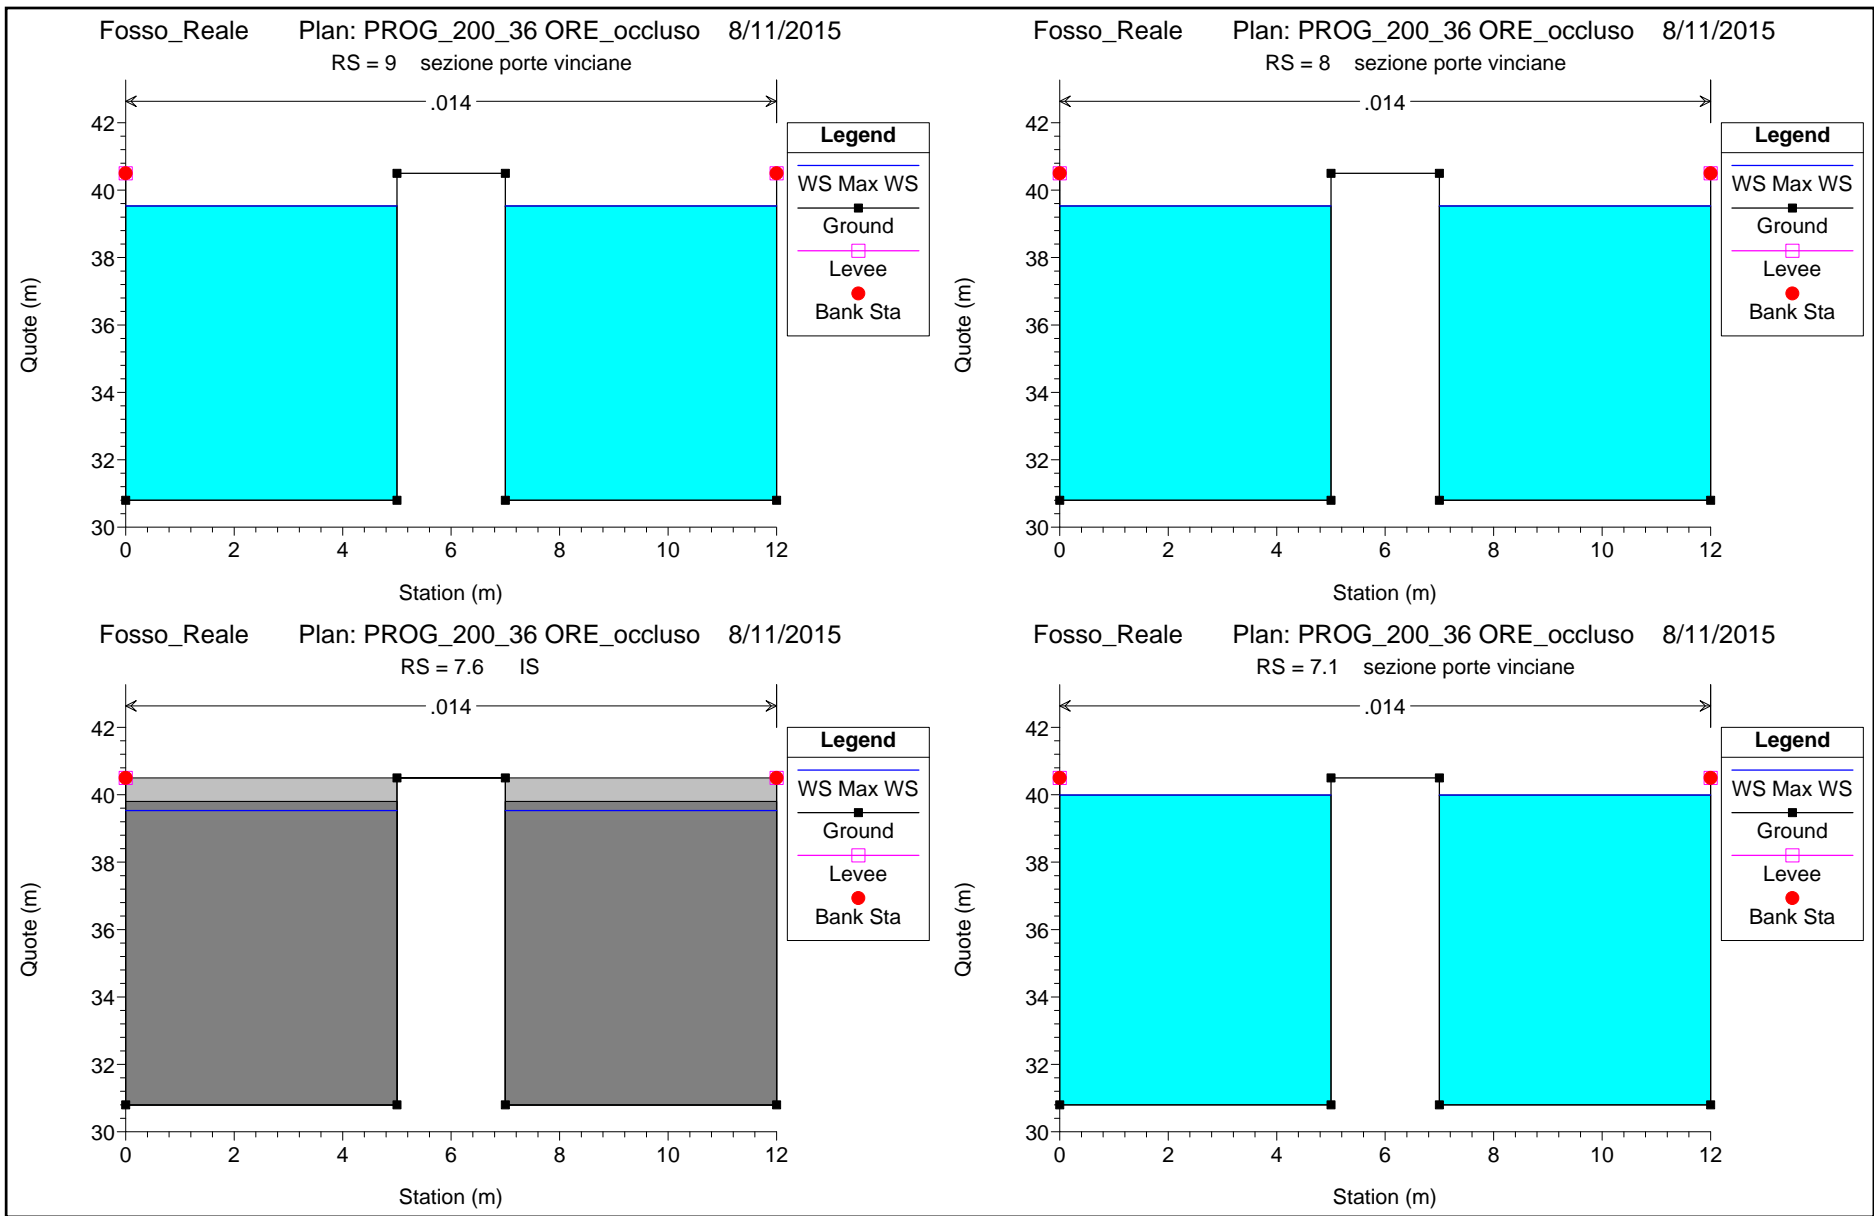 Fosso_Reale Plan: PROG_200_36 ORE_occluso 8/11/2015
RS = 9 sezione porte vinciane
.014
42
40
38
36
34
32
30
0 2 4 6 8 10 12
Station (m)
Quote (m)
Legend
WS Max WS
Ground
Levee
Bank Sta
Fosso_Reale Plan: PROG_200_36 ORE_occluso 8/11/2015
RS = 8 sezione porte vinciane
.014
42
40
38
36
34
32
30
0 2 4 6 8 10 12
Station (m)
Quote (m)
Legend
WS Max WS
Ground
Levee
Bank Sta
Fosso_Reale Plan: PROG_200_36 ORE_occluso 8/11/2015
RS = 7.6 IS
.014
42
40
38
36
34
32
30
0 2 4 6 8 10 12
Station (m)
Quote (m)
Legend
WS Max WS
Ground
Levee
Bank Sta
Fosso_Reale Plan: PROG_200_36 ORE_occluso 8/11/2015
RS = 7.1 sezione porte vinciane
.014
42
40
38
36
34
32
30
0 2 4 6 8 10 12
Station (m)
Quote (m)
Legend
WS Max WS
Ground
Levee
Bank Sta